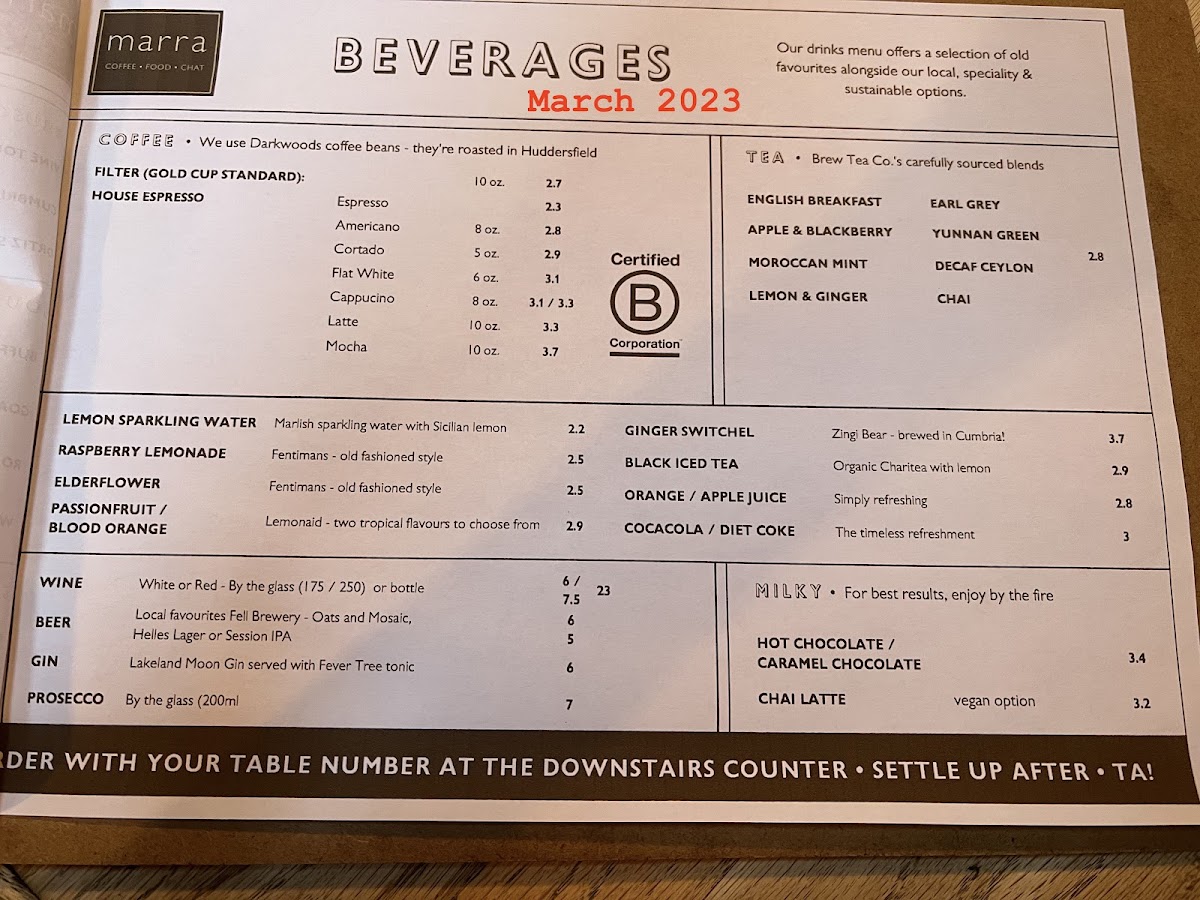 marra
COFFEE • FOOD • CHAT
BEVERAGES
March 2023
Our drinks menu offers a selection of old
favourites alongside our local, speciality &
sustainable options.
COFFEE • We use Darkwoods coffee beans - they're roasted in Huddersfield
FILTER (GOLD CUP STANDARD): 10 oz. 2.7
HOUSE ESPRESSO Espresso 2.3
Americano 8 oz. 2.8
Cortado 5 oz. 2.9
Flat White 6 oz. 3.1
Cappucino 8 oz. 3.1 / 3.3
Latte 10 oz. 3.3
Mocha 10 oz. 3.7
Certified
B
Corporation
TEA • Brew Tea Co.'s carefully sourced blends
ENGLISH BREAKFAST EARL GREY
APPLE & BLACKBERRY YUNNAN GREEN
2.8
MOROCCAN MINT DECAF CEYLON
LEMON & GINGER CHAI
LEMON SPARKLING WATER Marlish sparkling water with Sicilian lemon 2.2
RASPBERRY LEMONADE Fentimans - old fashioned style 2.5
ELDERFLOWER Fentimans - old fashioned style 2.5
PASSIONFRUIT /
BLOOD ORANGE Lemonaid - two tropical flavours to choose from 2.9
GINGER SWITCHEL Zingi Bear - brewed in Cumbria! 3.7
BLACK ICED TEA Organic Charitea with lemon 2.9
ORANGE / APPLE JUICE Simply refreshing 2.8
COCACOLA / DIET COKE The timeless refreshment 3
WINE White or Red - By the glass (175 / 250) or bottle 6 / 23
7.5
BEER Local favourites Fell Brewery - Oats and Mosaic, 6
Helles Lager or Session IPA 5
GIN Lakeland Moon Gin served with Fever Tree tonic 6
PROSECCO By the glass (200ml 7
MILKY • For best results, enjoy by the fire
HOT CHOCOLATE /
CARAMEL CHOCOLATE 3.4
CHAI LATTE vegan option 3.2
RDER WITH YOUR TABLE NUMBER AT THE DOWNSTAIRS COUNTER • SETTLE UP AFTER • TA!